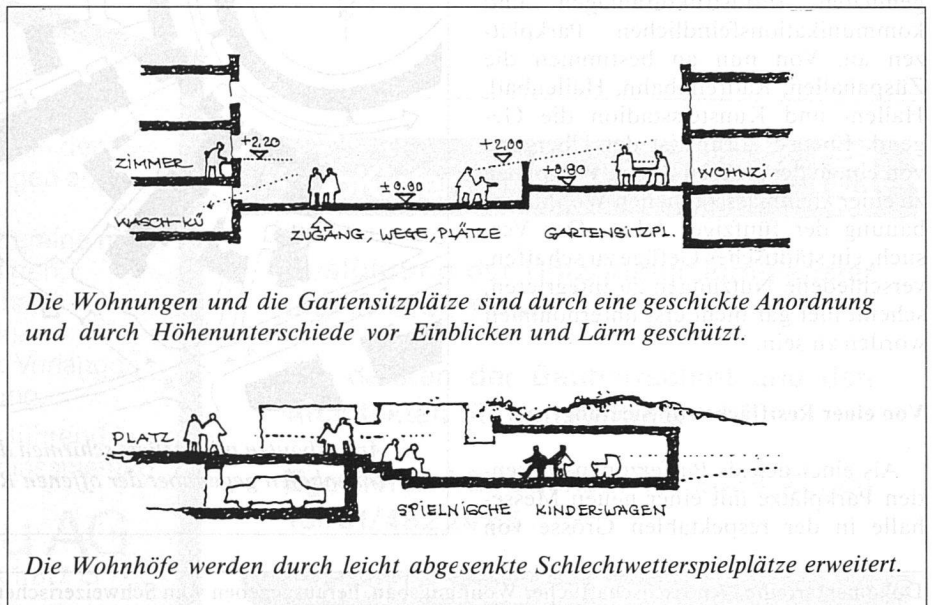 ZIMMER
+2,20
+2,00
WOHNZI.
±0.00
+0.80
WASCH-KÜ
ZUGANG, WEGE, PLÄTZE GARTENSITZPL.
Die Wohnungen und die Gartensitzplätze sind durch eine geschickte Anordnung
und durch Höhenunterschiede vor Einblicken und Lärm geschützt.
PLATZ
SPIELNISCHE KINDER-WAGEN
Die Wohnhöfe werden durch leicht abgesenkte Schlechtwetterspielplätze erweitert.